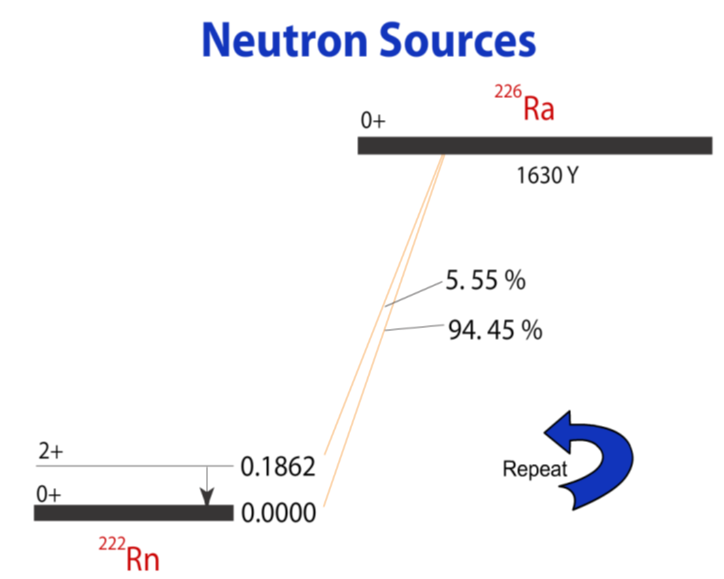 Neutron Sources
226Ra
0+
1630 Y
5. 55 %
94. 45 %
2+
0.1862
Repeat
0+
0.0000
222Rn